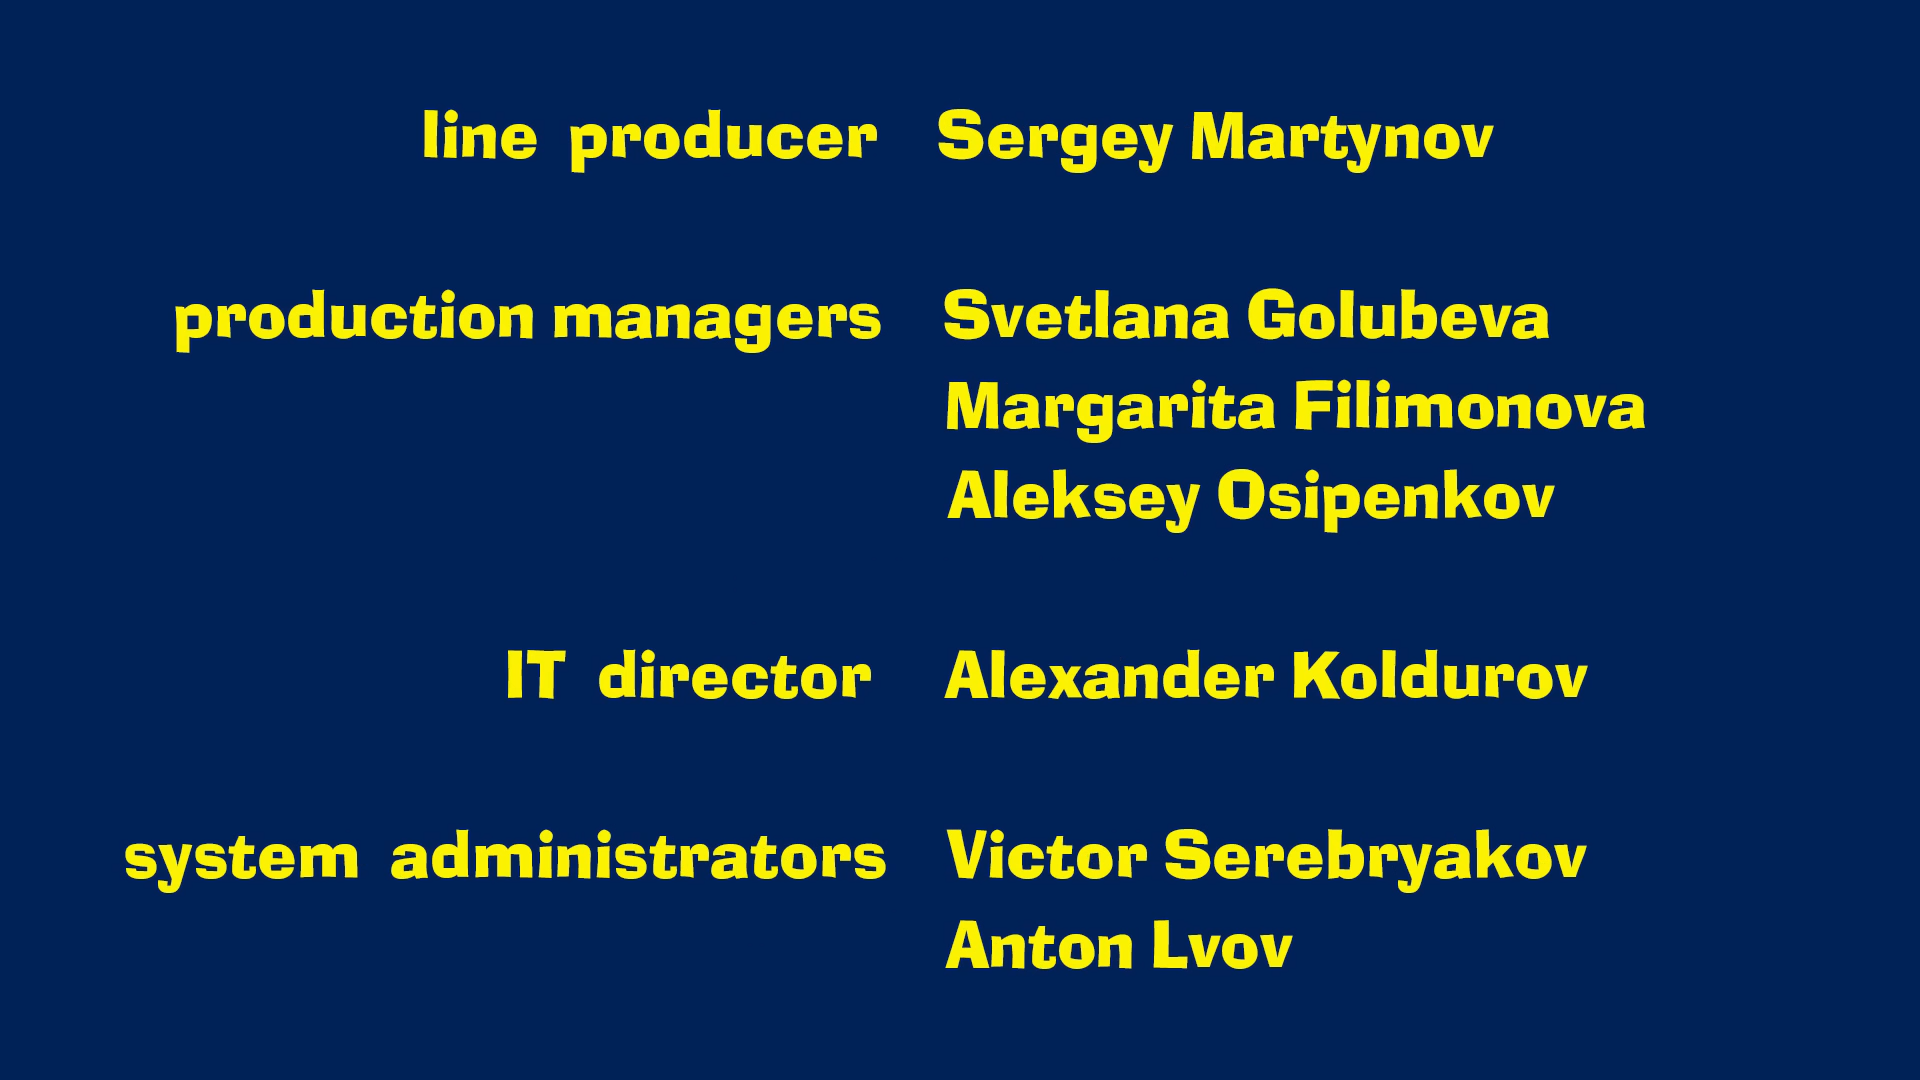 line producer Sergey Martynov
production managers Svetlana Golubeva
Margarita Filimonova
Aleksey Osipenkov
IT director Alexander Koldurov
system administrators Victor Serebryakov
Anton Lvov